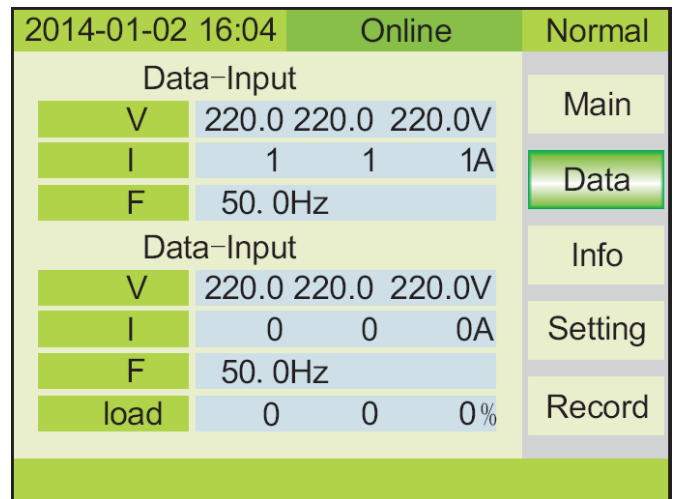 2014-01-02 16:04 Online Normal
Data-Input
V 220.0 220.0 220.0V
I 1 1 1A
F 50. 0Hz
Data-Input
V 220.0 220.0 220.0V
I 0 0 0A
F 50. 0Hz
load 0 0 0%
Main
Data
Info
Setting
Record